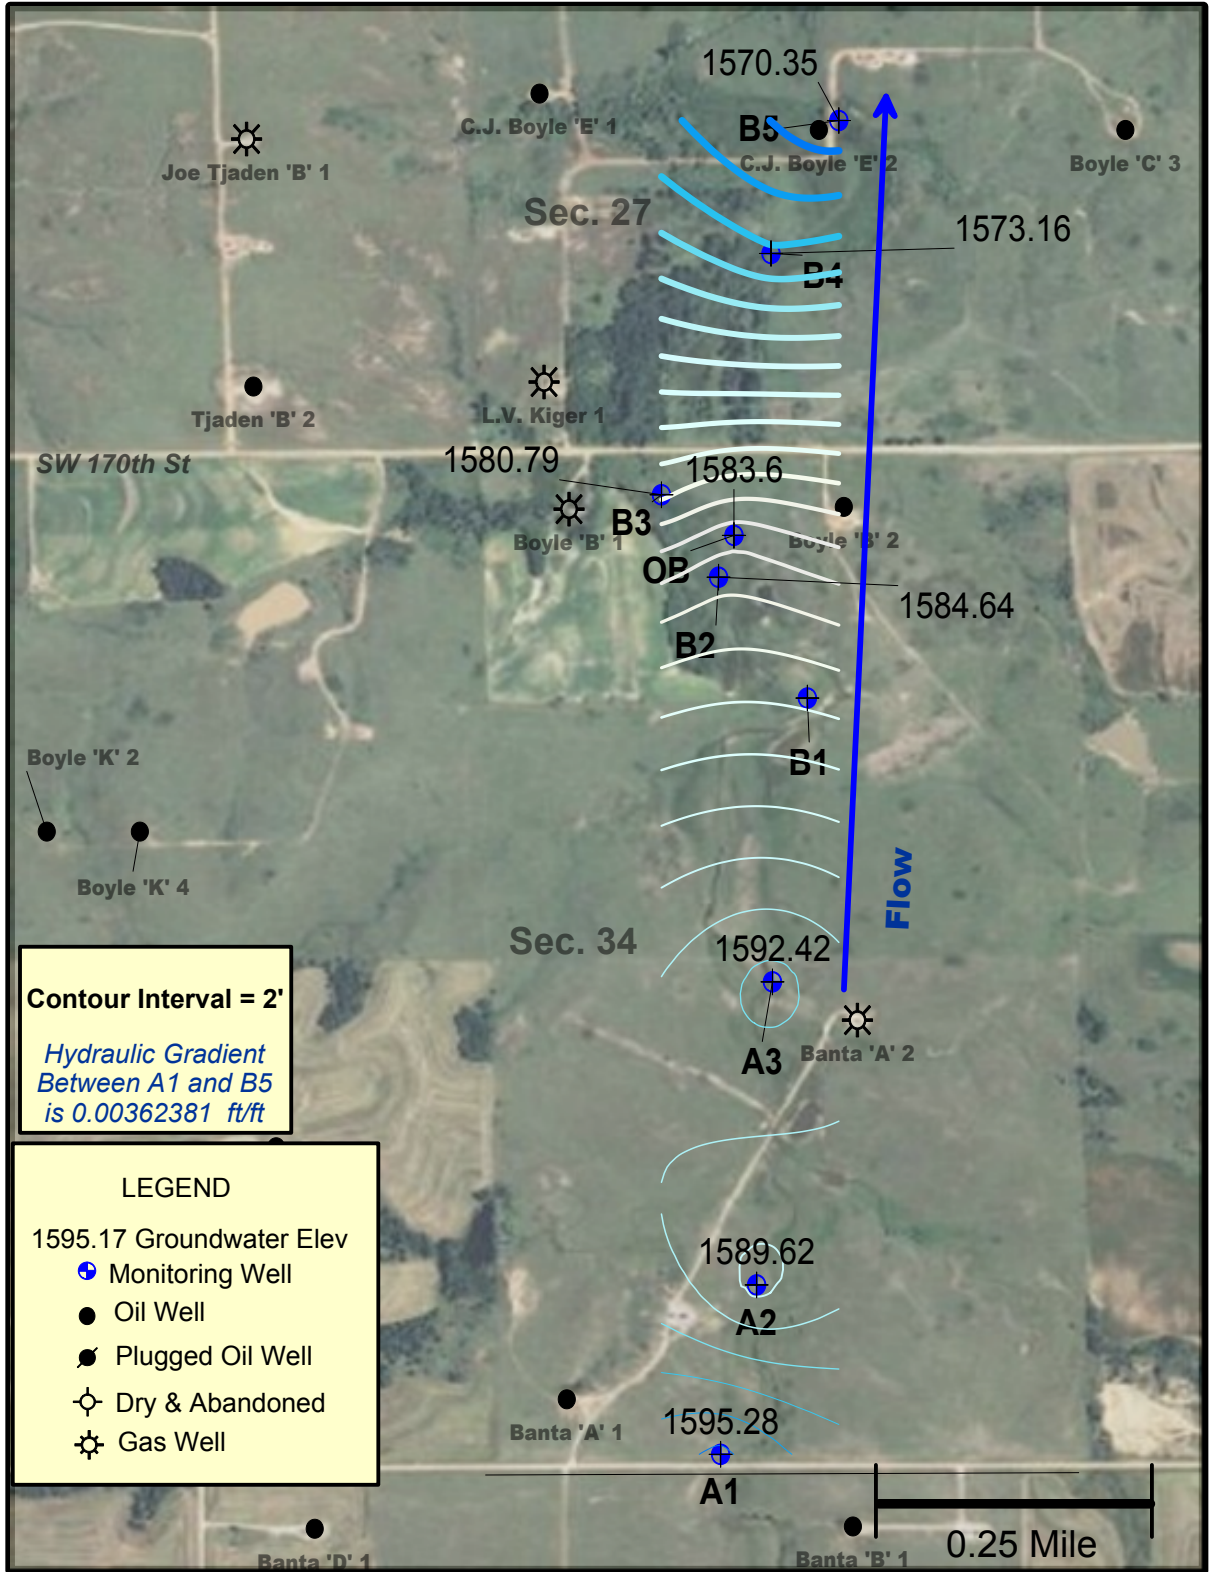 1570.35
B5
C.J. Boyle 'E' 1
C.J. Boyle 'E' 2
Boyle 'C' 3
Joe Tjaden 'B' 1
Sec. 27
1573.16
B4
Tjaden 'B' 2
L.V. Kiger 1
SW 170th St
1580.79
1583.6
B3
Boyle 'B' 1
Boyle 'B' 2
OB
1584.64
B2
B1
Boyle 'K' 2
Boyle 'K' 4
Flow
Sec. 34
1592.42
A3
Banta 'A' 2
Contour Interval = 2'
Hydraulic Gradient
Between A1 and B5
is 0.00362381 ft/ft
LEGEND
1595.17 Groundwater Elev
Monitoring Well
Oil Well
Plugged Oil Well
Dry & Abandoned
Gas Well
1589.62
A2
Banta 'A' 1
1595.28
A1
0.25 Mile
Banta 'D' 1
Banta 'B' 1